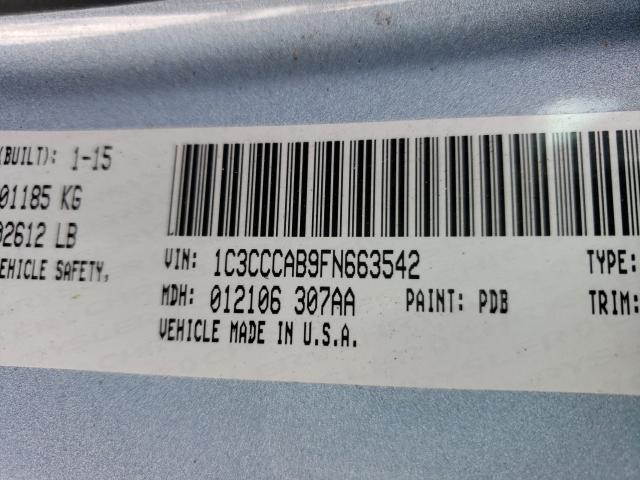 (BUILT): 1-15
01185 KG
02612 LB
VEHICLE SAFETY,
VIN: 1C3CCCAB9FN663542 TYPE:
MDH: 012106 307AA PAINT: PDB TRIM:
VEHICLE MADE IN U.S.A.